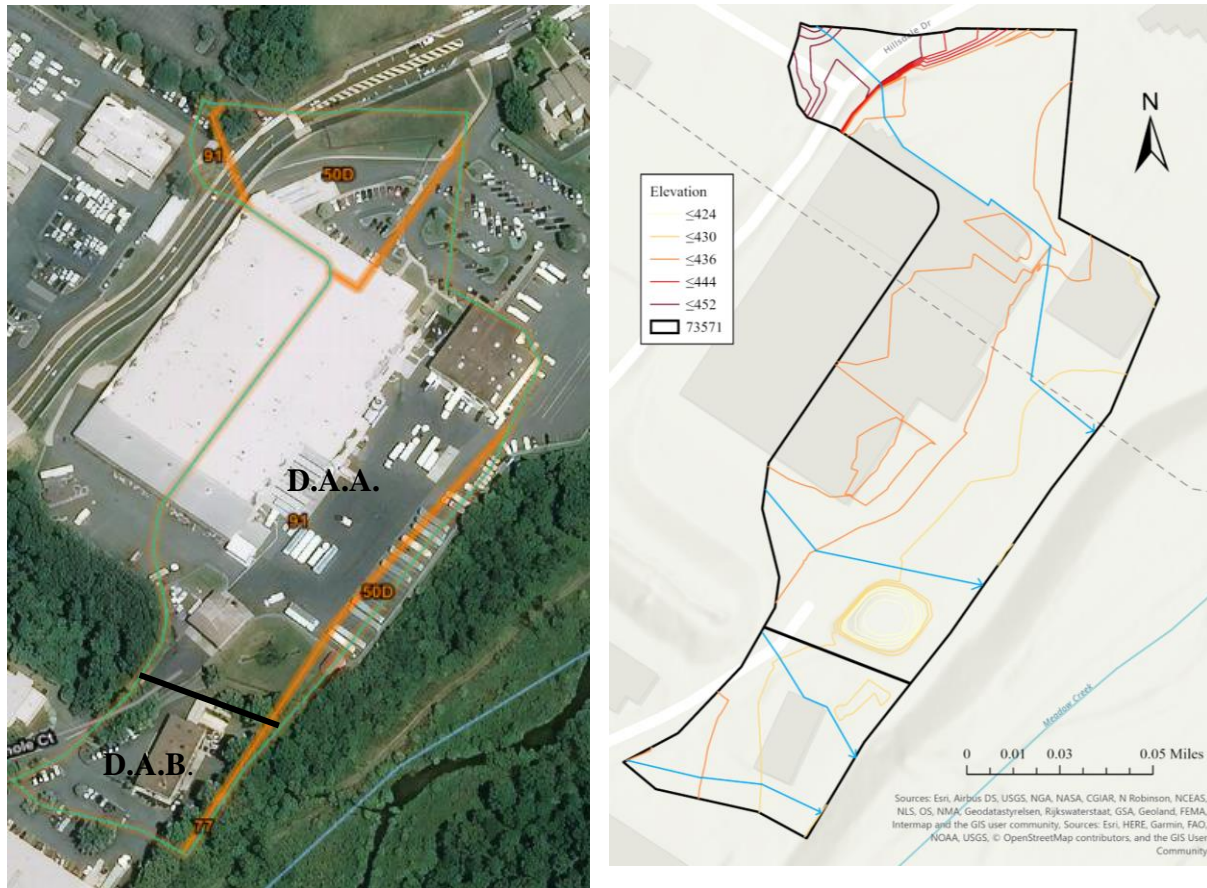 91
50D
D.A.A.
91
50D
hole Ct
D.A.B.
77
Hillsdale Dr
N
Elevation
≤424
≤430
≤436
≤444
≤452
73571
Meadow Creek
0 0.01 0.03 0.05 Miles
Sources: Esri, Airbus DS, USGS, NGA, NASA, CGIAR, N Robinson, NCEAS,
NLS, OS, NMA, Geodatastyrelsen, Rijkswaterstaat, GSA, Geoland, FEMA,
Intermap and the GIS user community, Sources: Esri, HERE, Garmin, FAO,
NOAA, USGS, © OpenStreetMap contributors, and the GIS User
Community